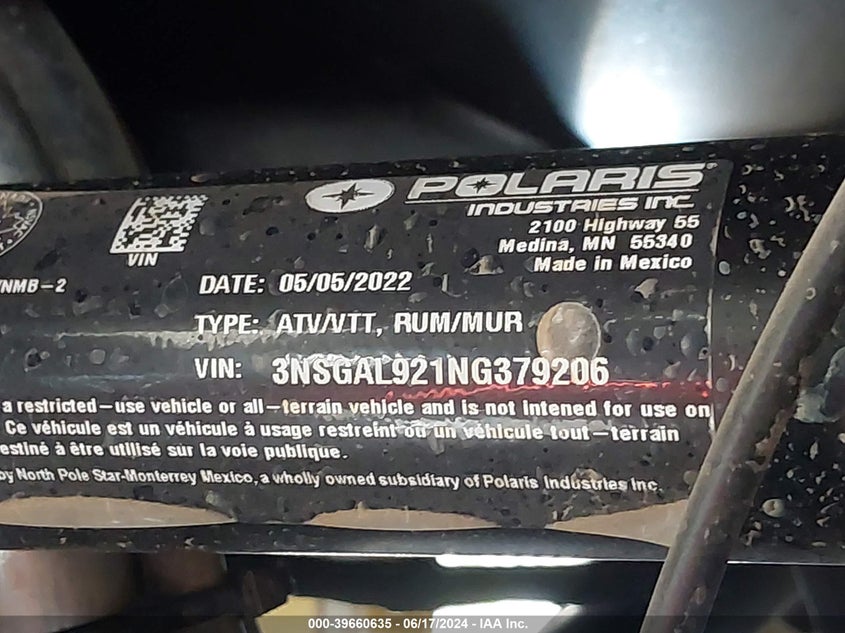 POLARIS
INDUSTRIES INC
2100 Highway 55
Medina, MN 55340
Made in Mexico
VIN
NMB-2
DATE: 05/05/2022
TYPE: ATV/VTT, RUM/MUR
VIN: 3NSGAL921NG379206
a restricted-use vehicle or all-terrain vehicle and is not intened for use on
Ce véhicule est un véhicule à usage restreint ou un véhicule tout-terrain
estiné à être utilisé sur la voie publique.
by North Pole Star-Monterrey Mexico, a wholly owned subsidiary of Polaris Industries Inc.
000-39660635 - 06/17/2024 - IAA Inc.